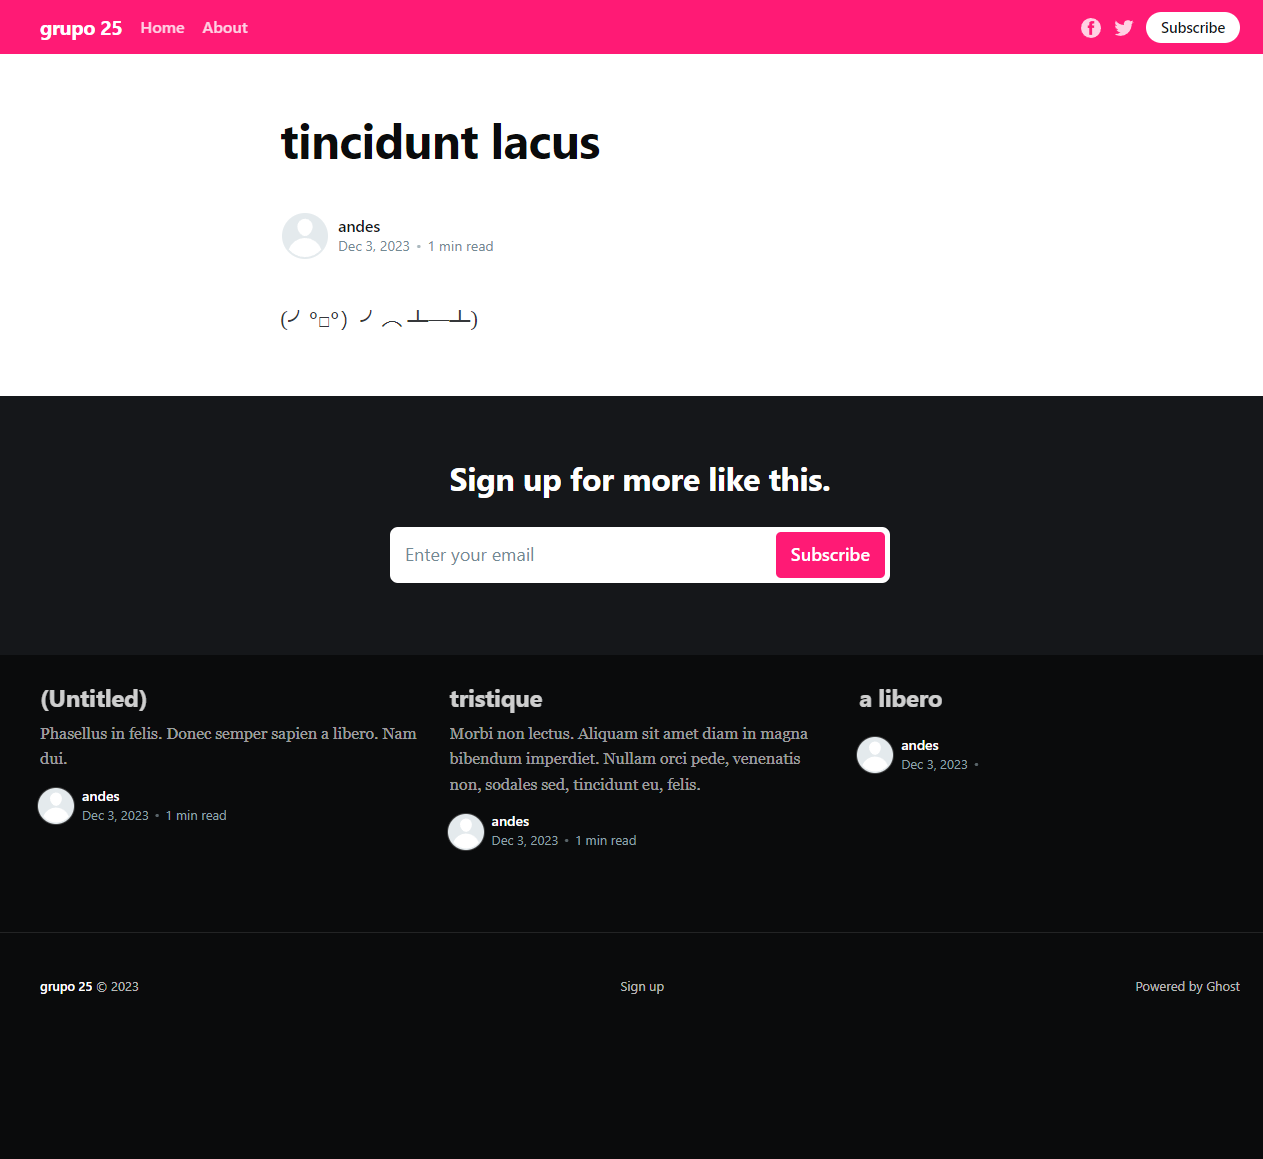 grupo 25 Home About Subscribe
tincidunt lacus
andes
Dec 3, 2023 • 1 min read
(╯°□°)╯︵ ┻━┻)
Sign up for more like this.
Enter your email Subscribe
(Untitled)
Phasellus in felis. Donec semper sapien a libero. Nam
dui.
andes
Dec 3, 2023 • 1 min read
tristique
Morbi non lectus. Aliquam sit amet diam in magna
bibendum imperdiet. Nullam orci pede, venenatis
non, sodales sed, tincidunt eu, felis.
andes
Dec 3, 2023 • 1 min read
a libero
andes
Dec 3, 2023 •
grupo 25 © 2023 Sign up Powered by Ghost